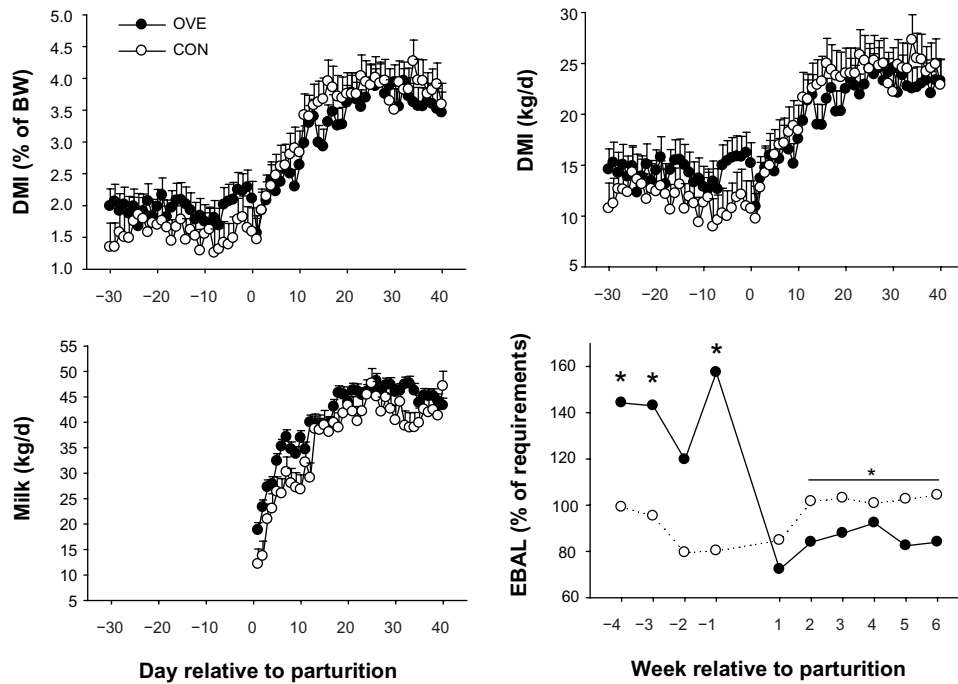 OVE
CON
DMI (% of BW)
5.0
4.5
4.0
3.5
3.0
2.5
2.0
1.5
1.0
−30 −20 −10 0 10 20 30 40
DMI (kg/d)
30
25
20
15
10
5
−30 −20 −10 0 10 20 30 40
Milk (kg/d)
55
50
45
40
35
30
25
20
15
10
5
−30 −20 −10 0 10 20 30 40
Day relative to parturition
EBAL (% of requirements)
160
140
120
100
80
60
* * * *
−4 −3 −2 −1 1 2 3 4 5 6
Week relative to parturition